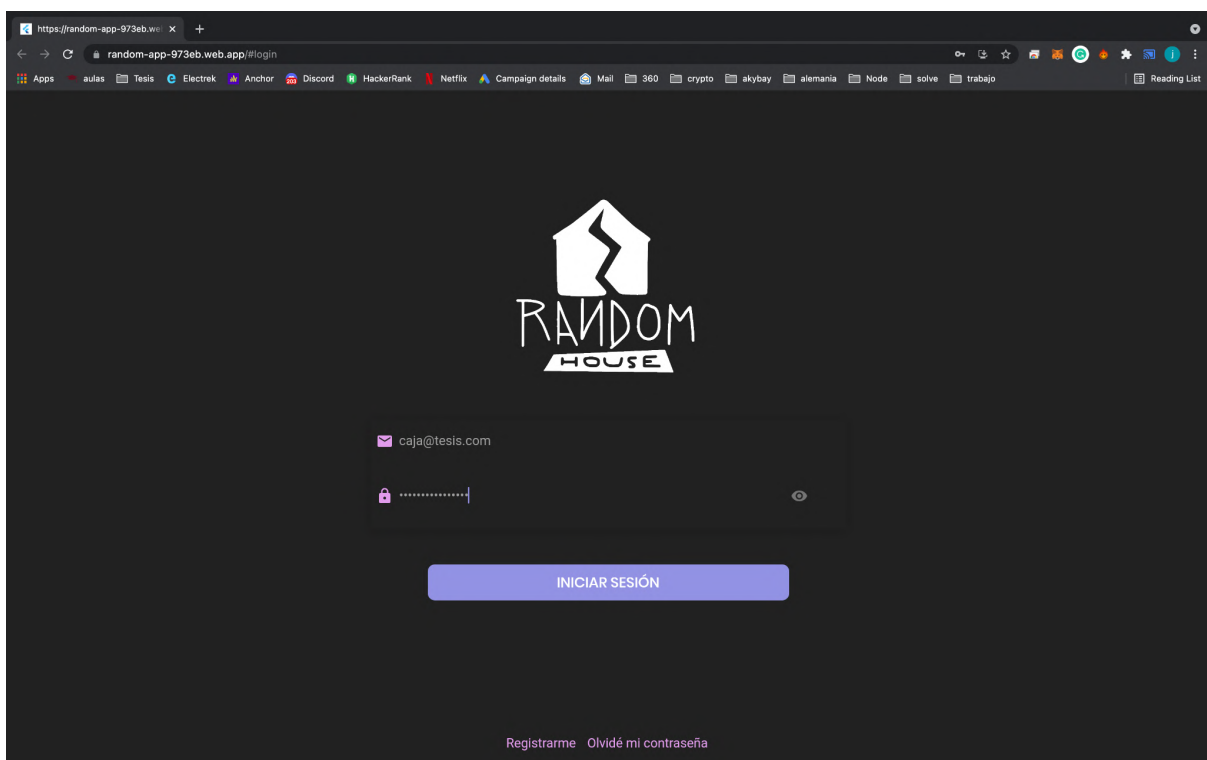 https://random-app-973eb.we
random-app-973eb.web.app/#login
Apps aulas Tesis Electrek Anchor Discord HackerRank Netflix Campaign details Mail 360 crypto akybay alemania Node solve trabajo Reading List
RANDOM
HOUSE
caja@tesis.com
INICIAR SESIÓN
Registrarme Olvidé mi contraseña